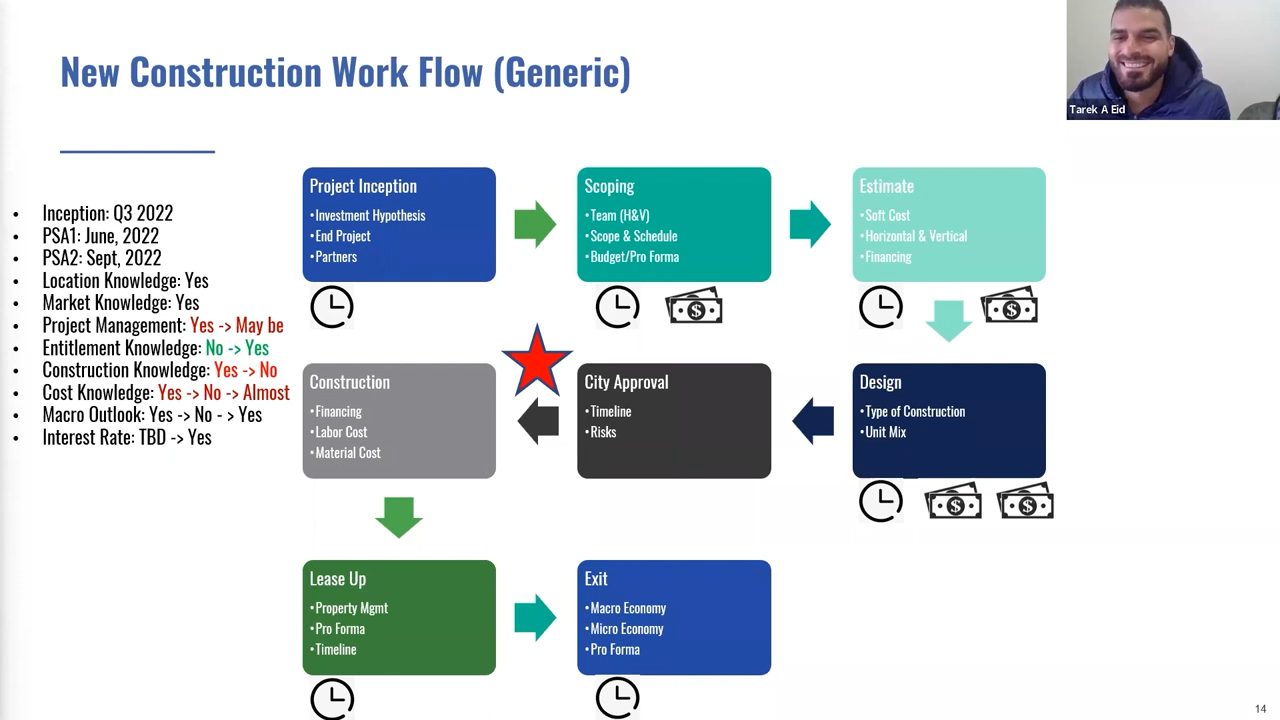 New Construction Work Flow (Generic)
Tarek A Eid
• Inception: Q3 2022
• PSA1: June, 2022
• PSA2: Sept, 2022
• Location Knowledge: Yes
• Market Knowledge: Yes
• Project Management: Yes -> May be
• Entitlement Knowledge: No -> Yes
• Construction Knowledge: Yes -> No
• Cost Knowledge: Yes -> No -> Almost
• Macro Outlook: Yes -> No - > Yes
• Interest Rate: TBD -> Yes
Project Inception
•Investment Hypothesis
•End Project
•Partners
Scoping
•Team (H&V)
•Scope & Schedule
•Budget/Pro Forma
Estimate
•Soft Cost
•Horizontal & Vertical
•Financing
Design
•Type of Construction
•Unit Mix
City Approval
•Timeline
•Risks
Construction
•Financing
•Labor Cost
•Material Cost
Lease Up
•Property Mgmt
•Pro Forma
•Timeline
Exit
•Macro Economy
•Micro Economy
•Pro Forma
14